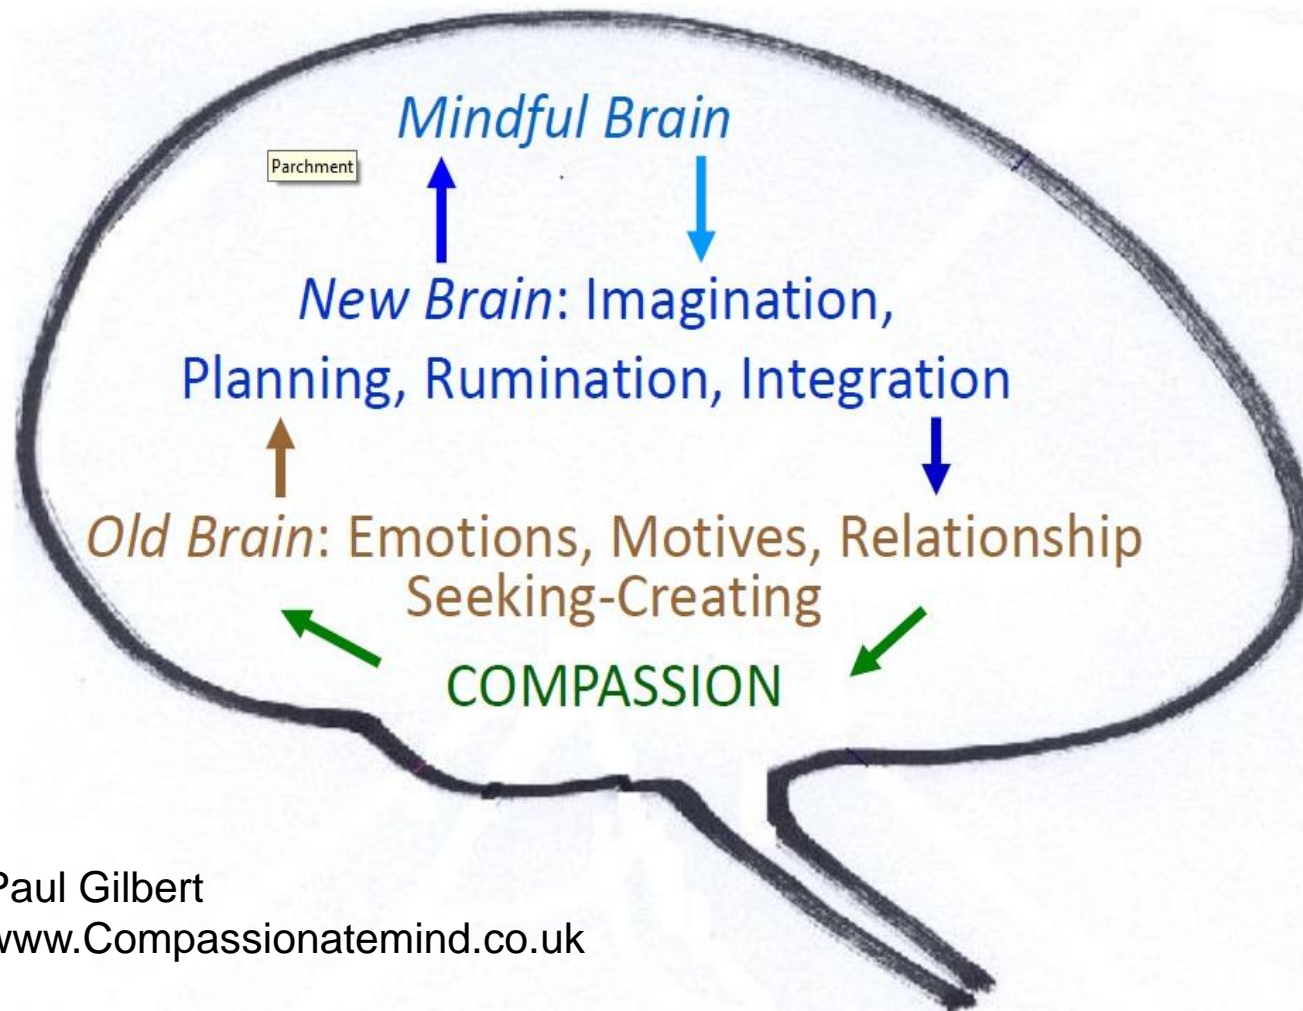 Mindful Brain
Parchment
New Brain: Imagination,
Planning, Rumination, Integration
Old Brain: Emotions, Motives, Relationship
Seeking-Creating
COMPASSION
Paul Gilbert
www.Compassionatemind.co.uk